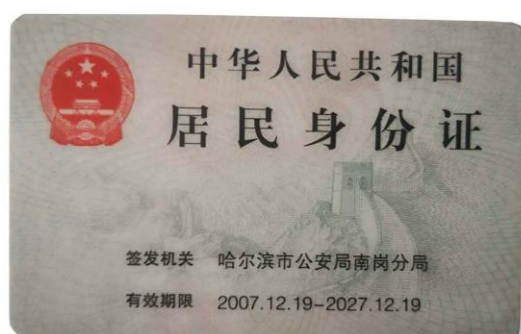 中华人民共和国
居民身份证
签发机关 哈尔滨市公安局南岗分局
有效期限 2007.12.19-2027.12.19